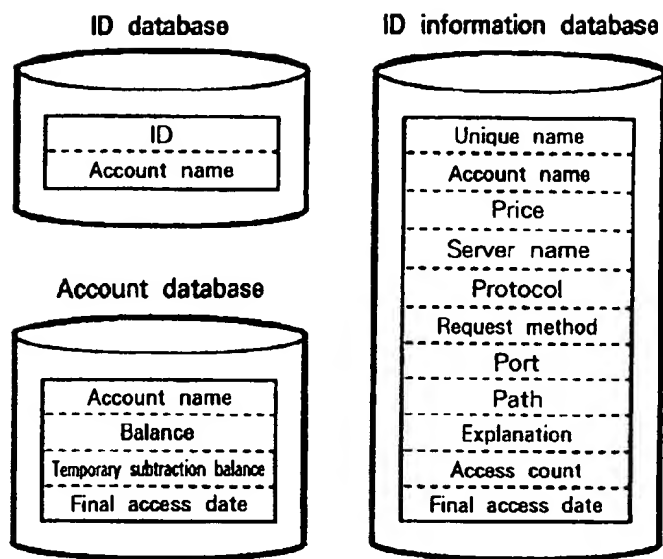 ID database
ID
Account name
Account database
Account name
Balance
Temporary subtraction balance
Final access date
ID information database
Unique name
Account name
Price
Server name
Protocol
Request method
Port
Path
Explanation
Access count
Final access date